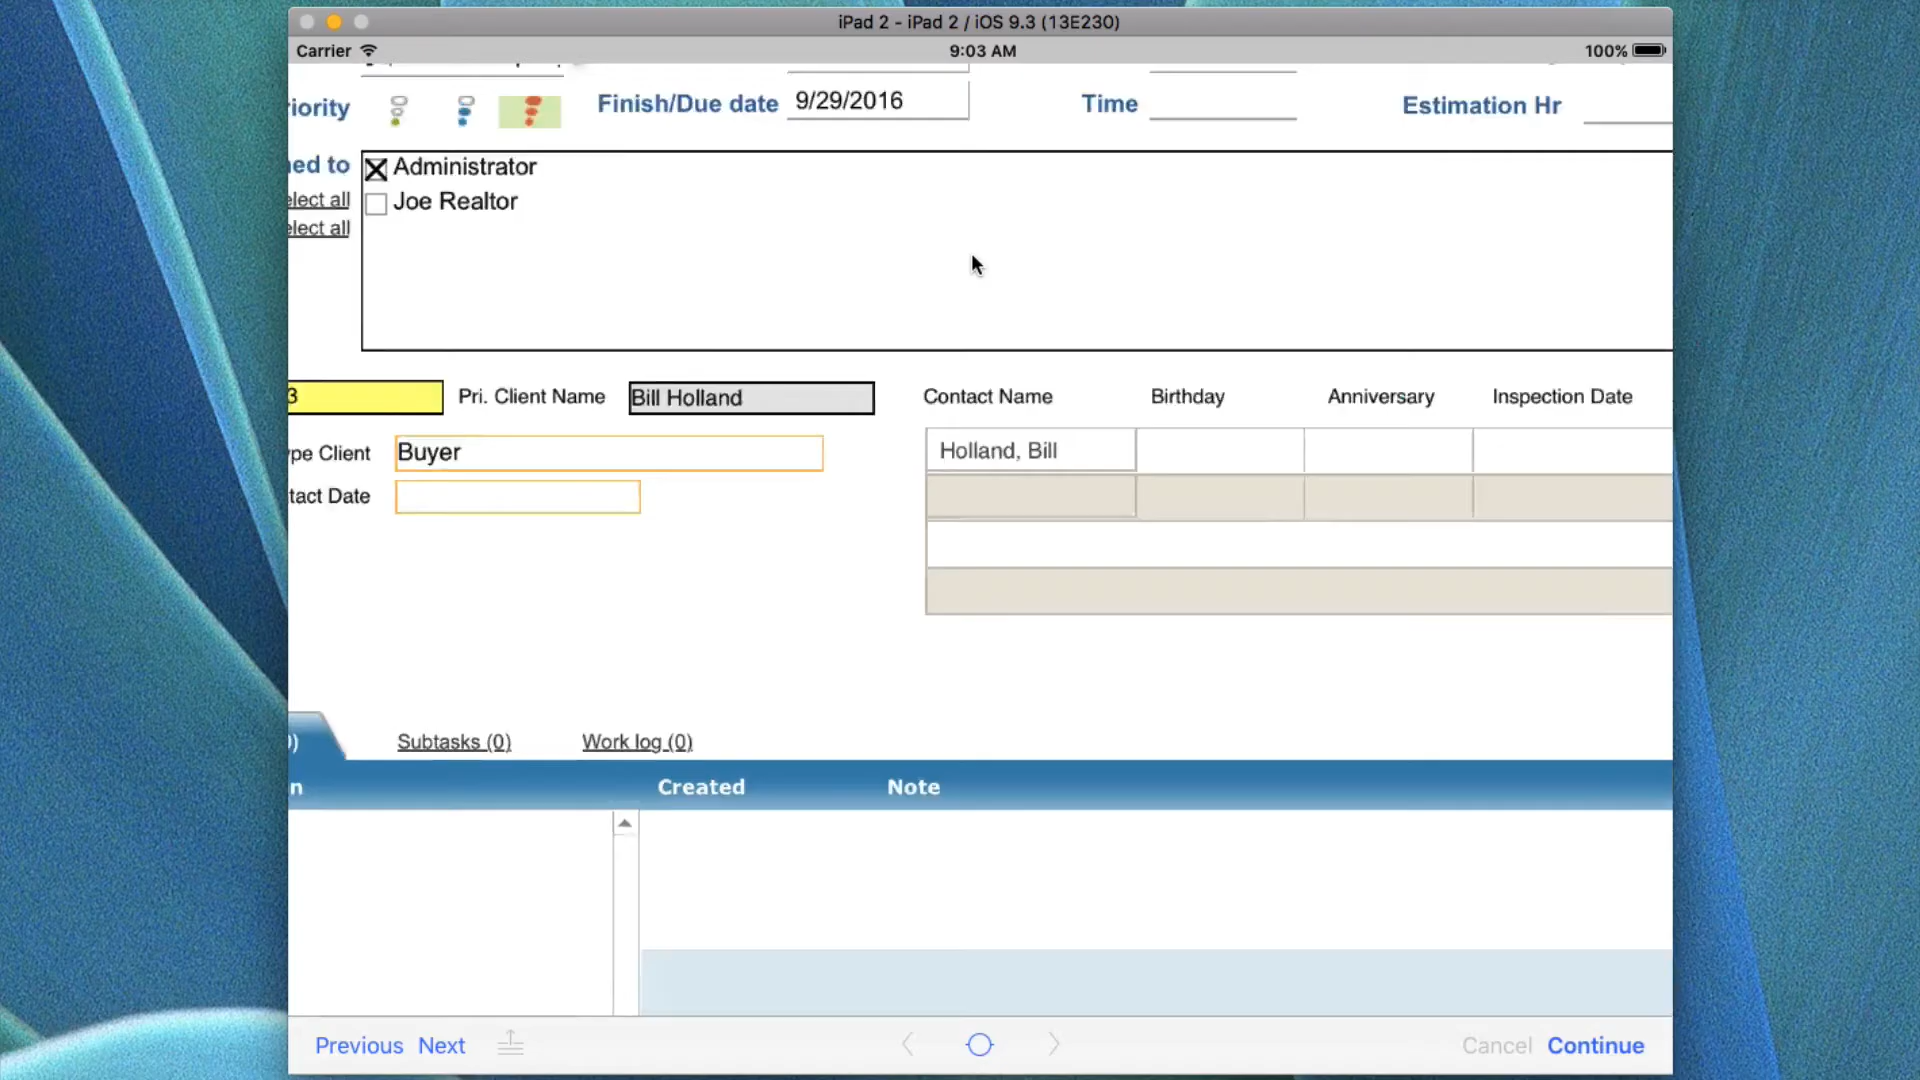 iPad 2 - iPad 2 / iOS 9.3 (13E230)
Carrier 9:03 AM 100%
iority Finish/Due date 9/29/2016 Time Estimation Hr
ned to Administrator
elect all Joe Realtor
elect all
3 Pri. Client Name Bill Holland Contact Name Birthday Anniversary Inspection Date
ype Client Buyer Holland, Bill
tact Date
0) Subtasks (0) Work log (0)
n Created Note
Previous Next Cancel Continue